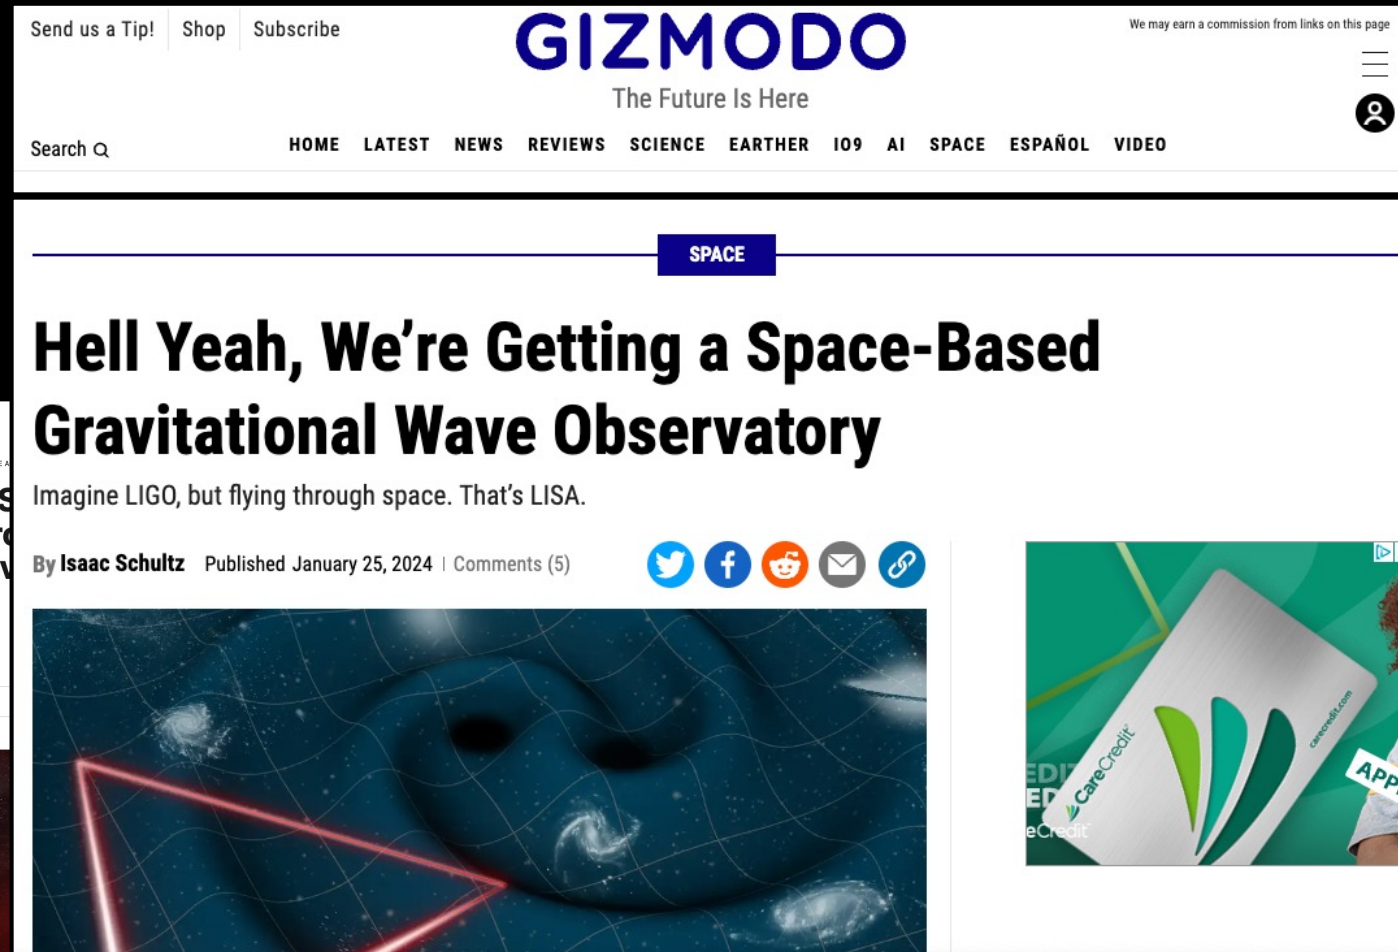 Send us a Tip! Shop Subscribe
GIZMODO
We may earn a commission from links on this page
The Future Is Here
Search
HOME LATEST NEWS REVIEWS SCIENCE EARTHER IO9 AI SPACE ESPAÑOL VIDEO
SPACE
Hell Yeah, We’re Getting a Space-Based
Gravitational Wave Observatory
Imagine LIGO, but flying through space. That’s LISA.
By Isaac Schultz Published January 25, 2024 | Comments (5)
CareCredit
carecredit.com
eCredit